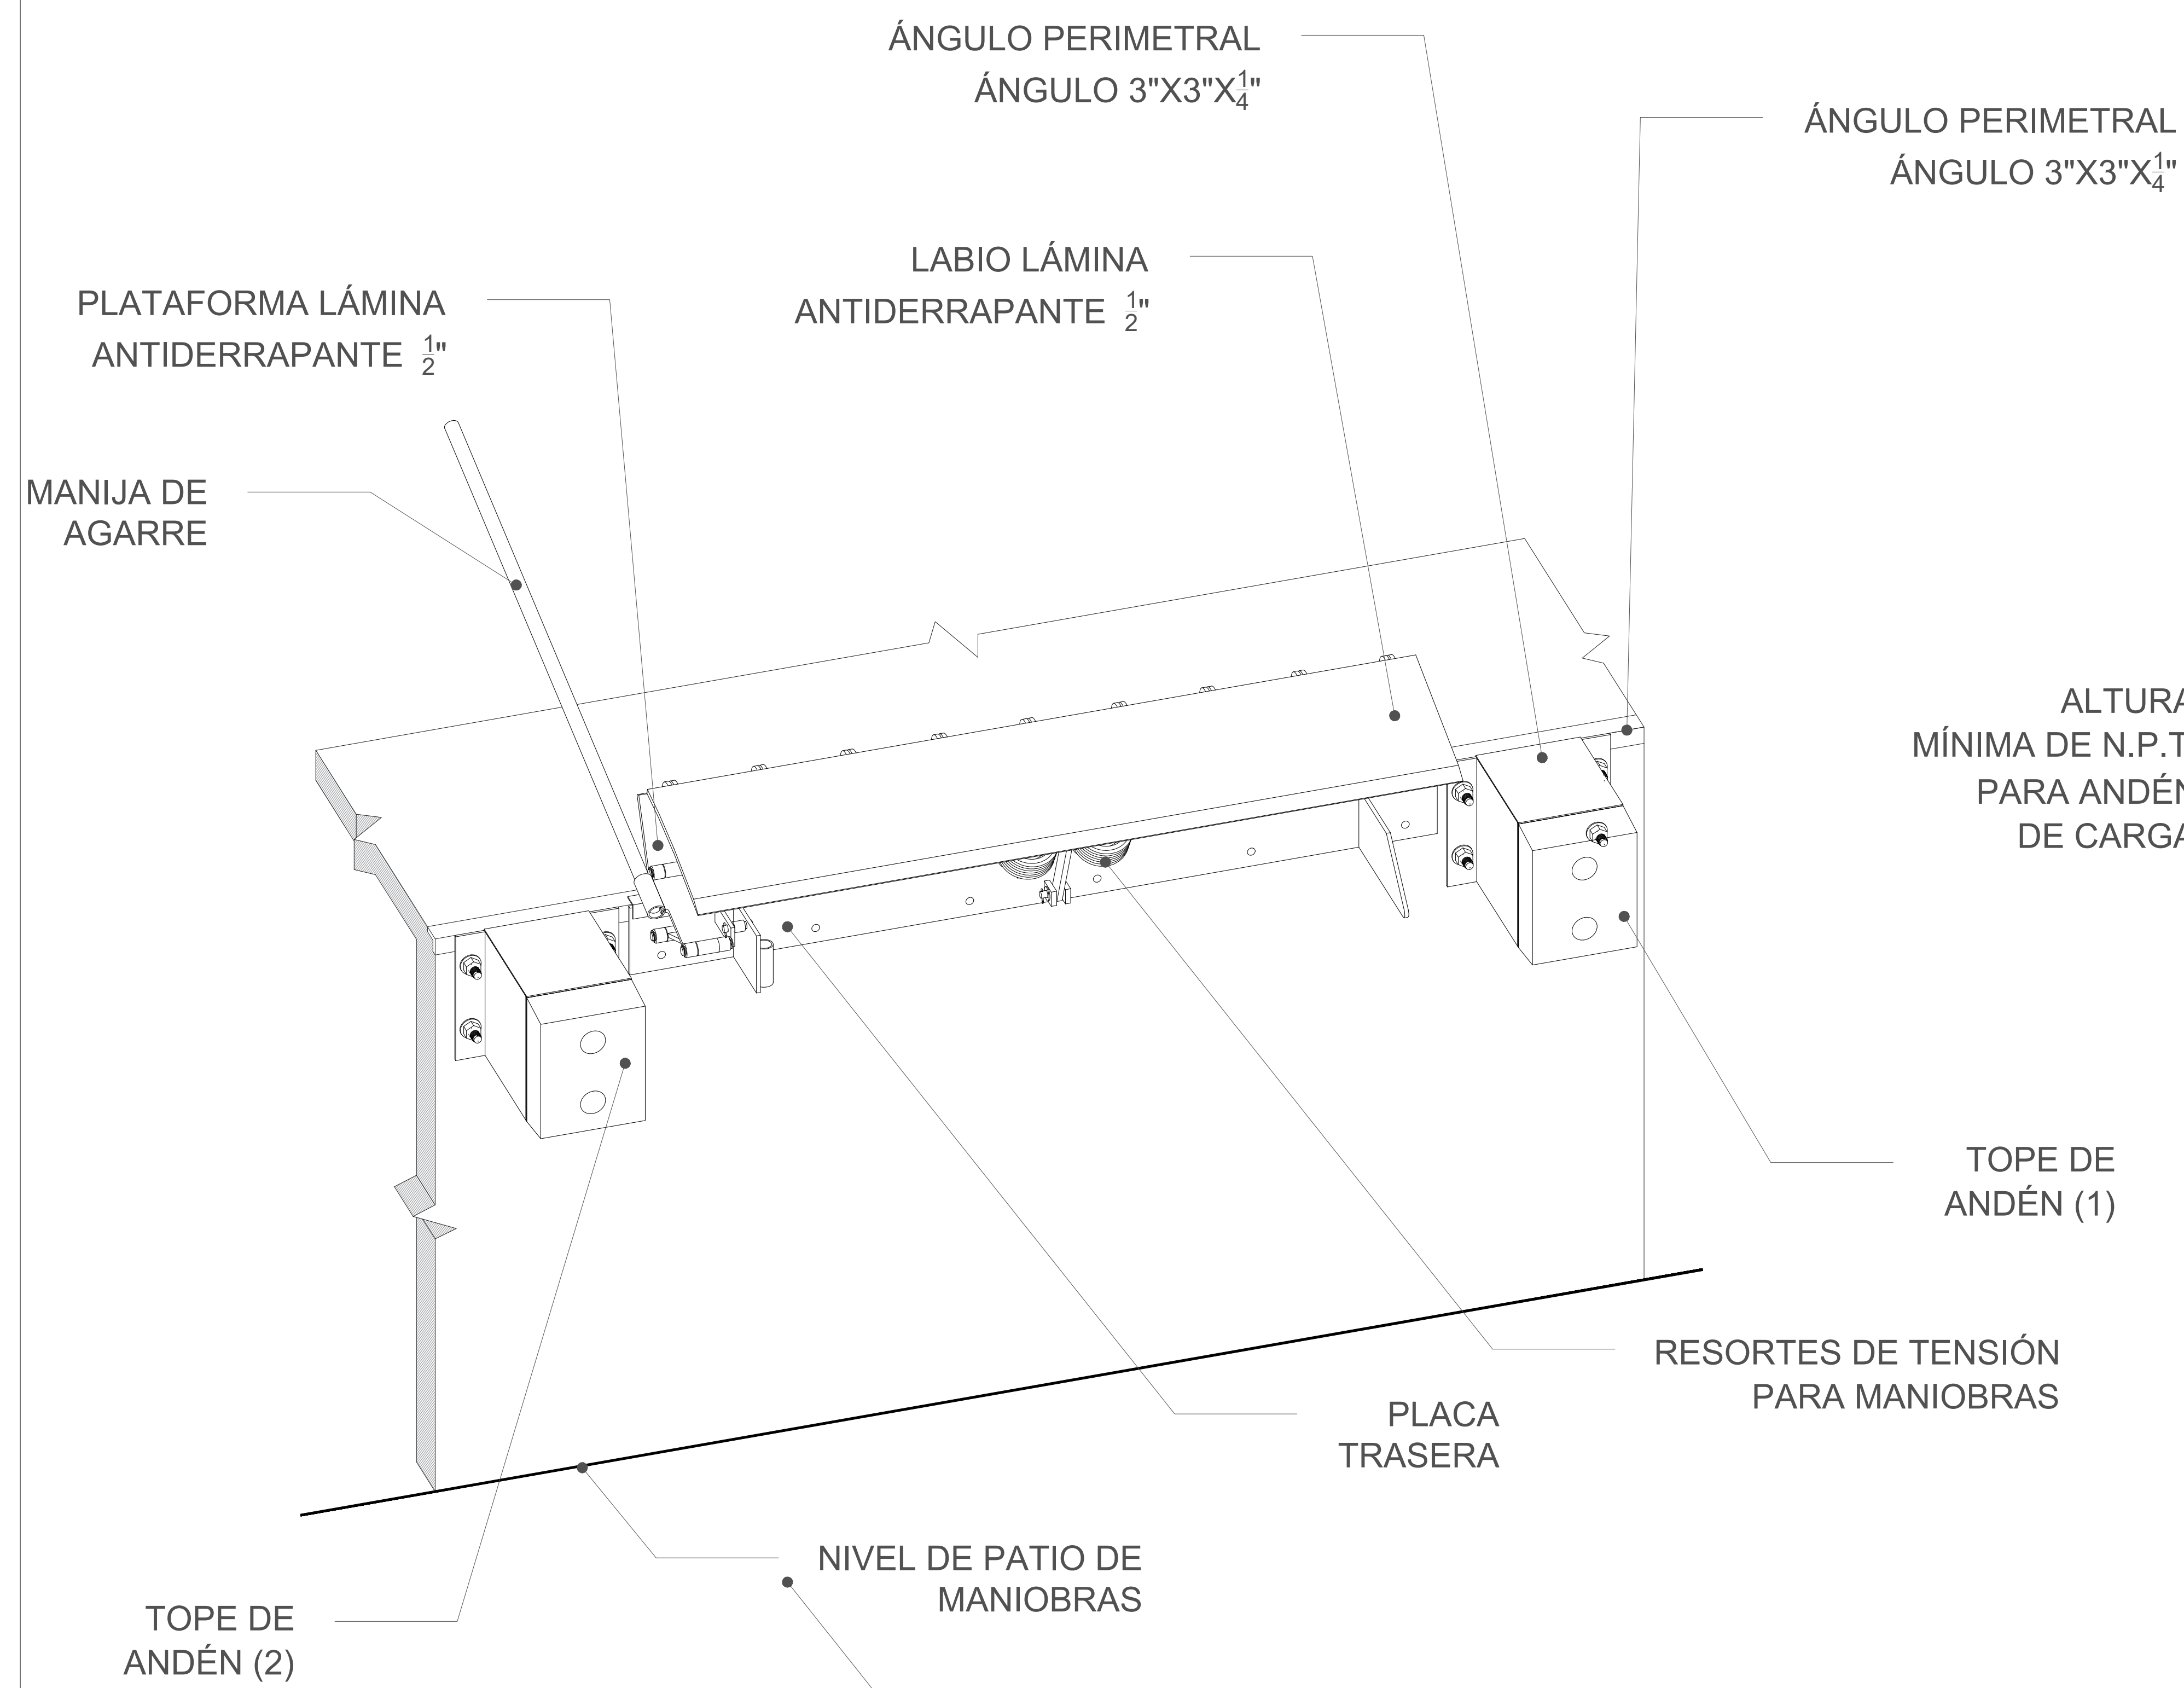 ÁNGULO PERIMETRAL
ÁNGULO 3"X3"X1/4"
ÁNGULO PERIMETRAL
ÁNGULO 3"X3"X1/4"
LABIO LÁMINA
ANTIDERRAPANTE 1/2"
PLATAFORMA LÁMINA
ANTIDERRAPANTE 1/2"
MANIJA DE
AGARRE
ALTURA
MÍNIMA DE N.P.T
PARA ANDÉN
DE CARGA
TOPE DE
ANDÉN (1)
RESORTES DE TENSIÓN
PARA MANIOBRAS
PLACA
TRASERA
NIVEL DE PATIO DE
MANIOBRAS
TOPE DE
ANDÉN (2)